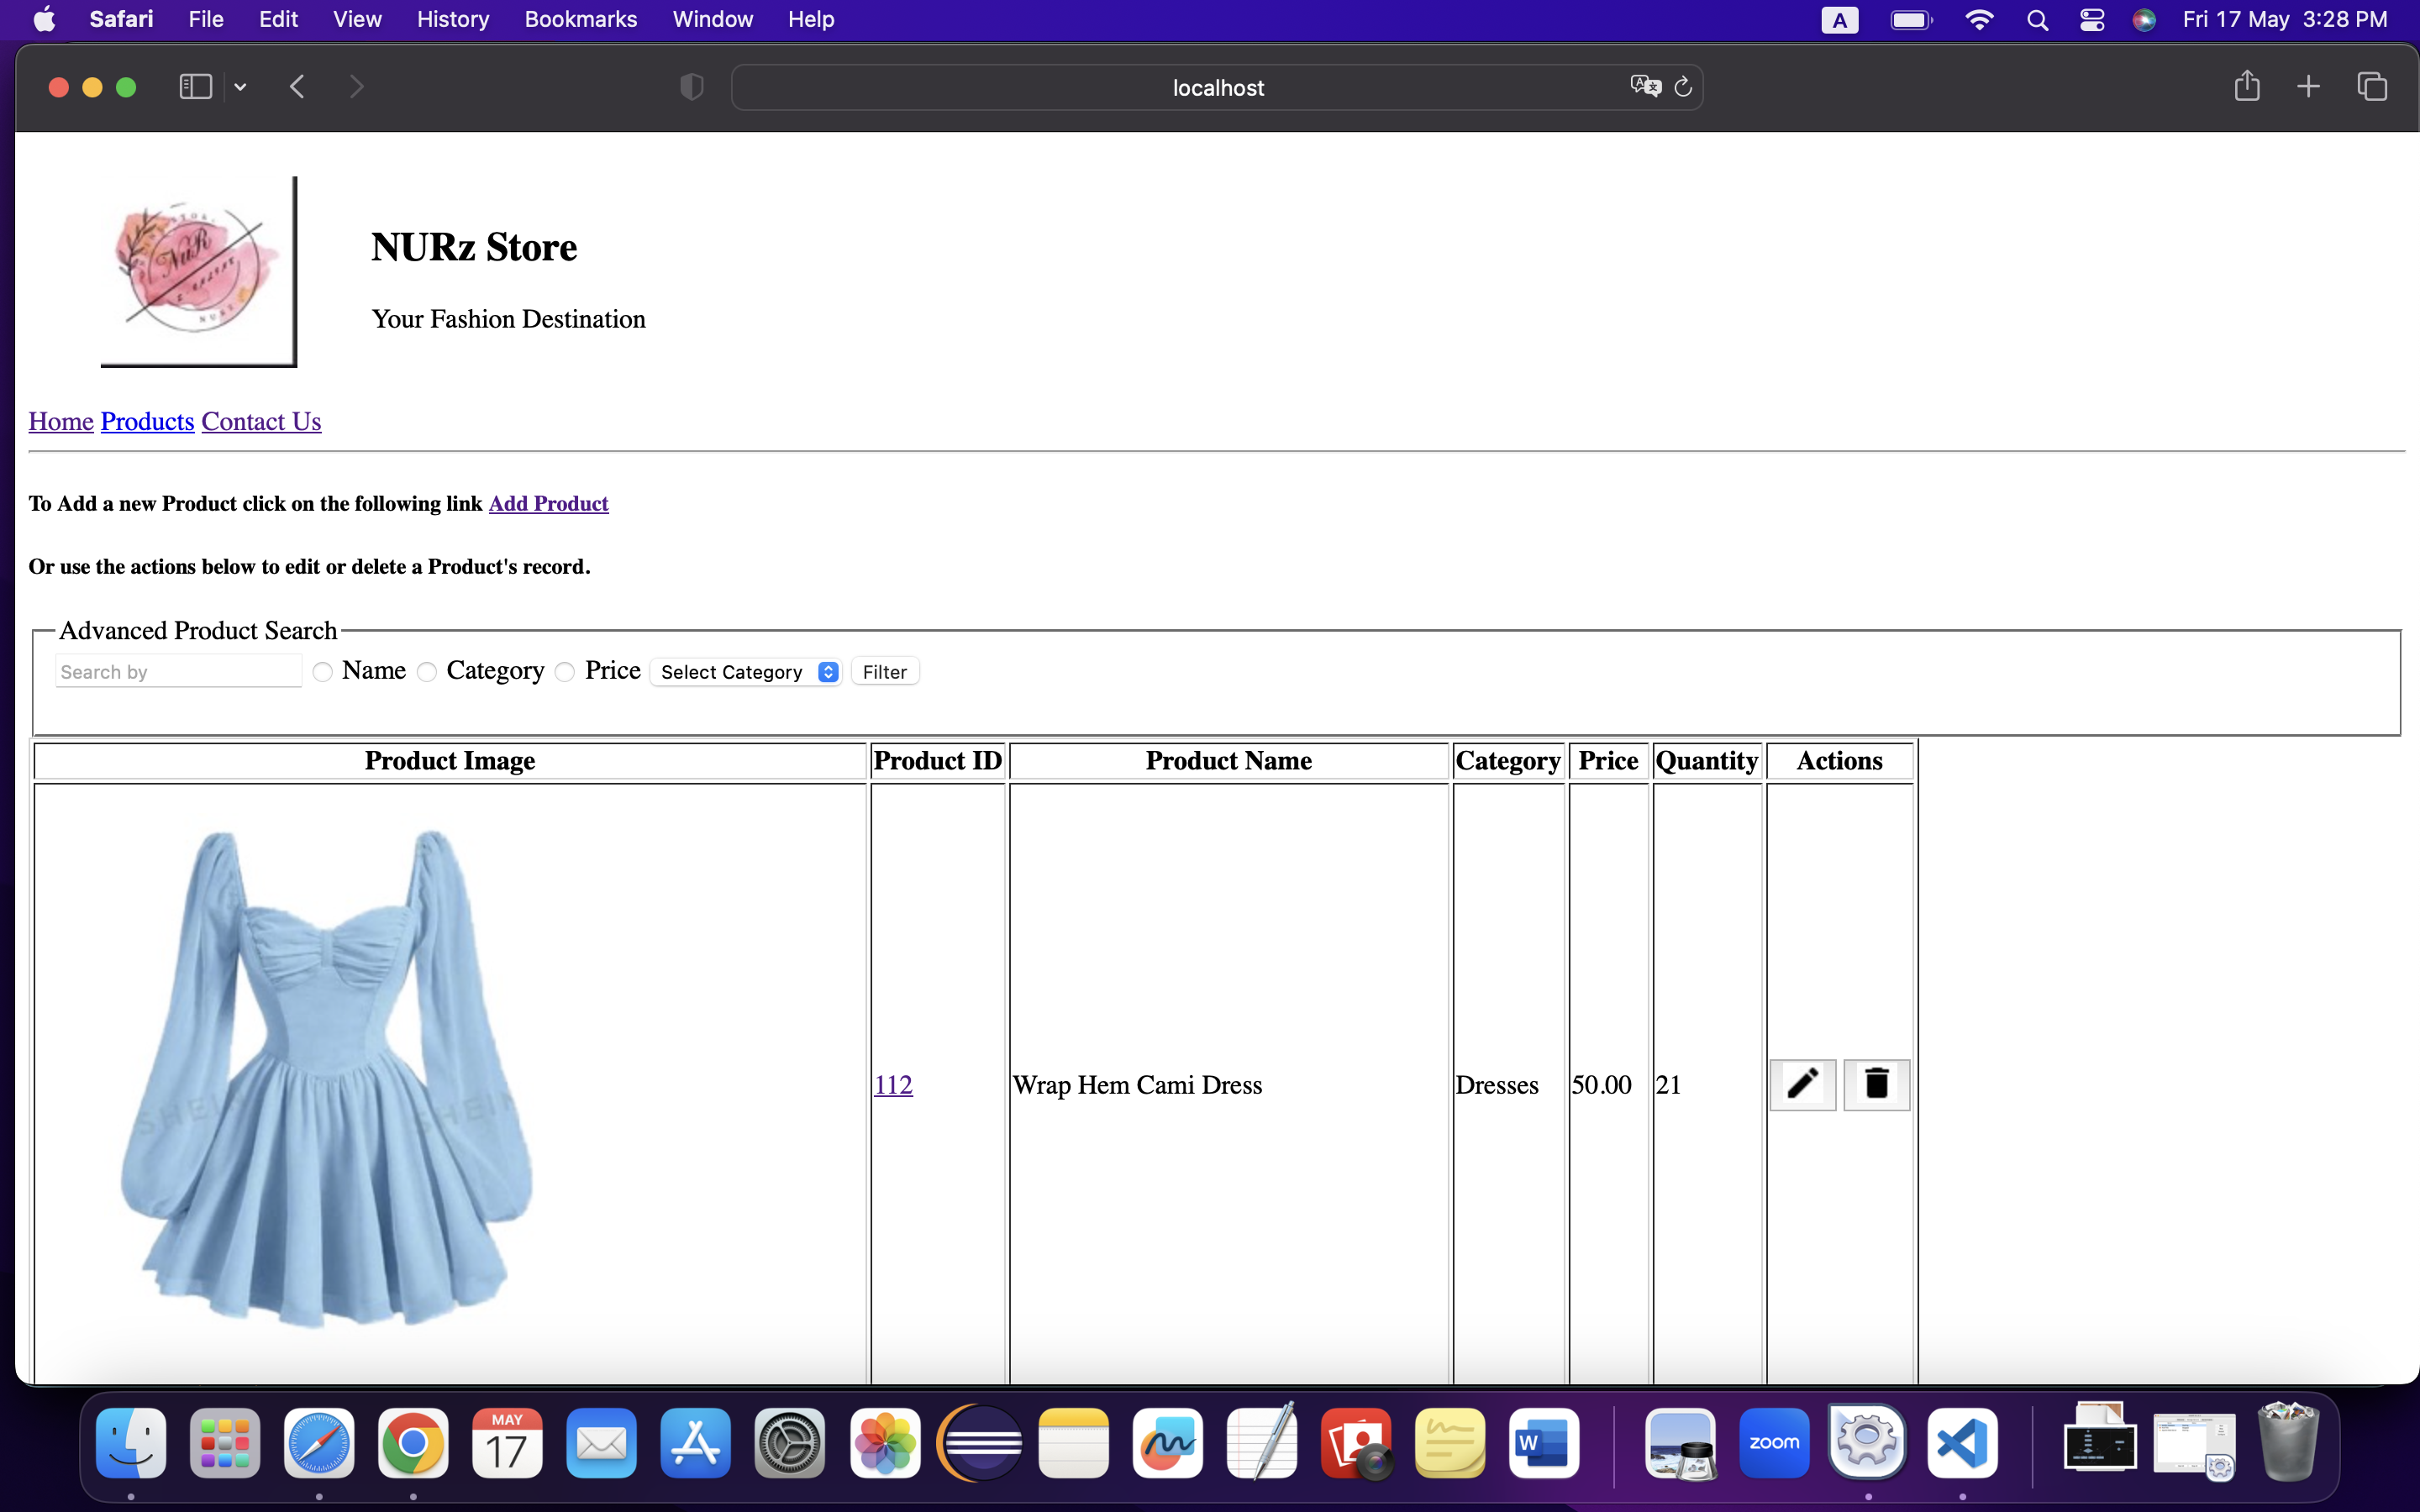 Safari File Edit View History Bookmarks Window Help A Fri 17 May 3:28 PM
localhost
NuR
NURz Store
Your Fashion Destination
Home Products Contact Us
To Add a new Product click on the following link Add Product
Or use the actions below to edit or delete a Product's record.
Advanced Product Search
Search by Name Category Price Select Category Filter
Product Image Product ID Product Name Category Price Quantity Actions
SHEIN SHEIN
112 Wrap Hem Cami Dress Dresses 50.00 21
MAY
17
W
zoom